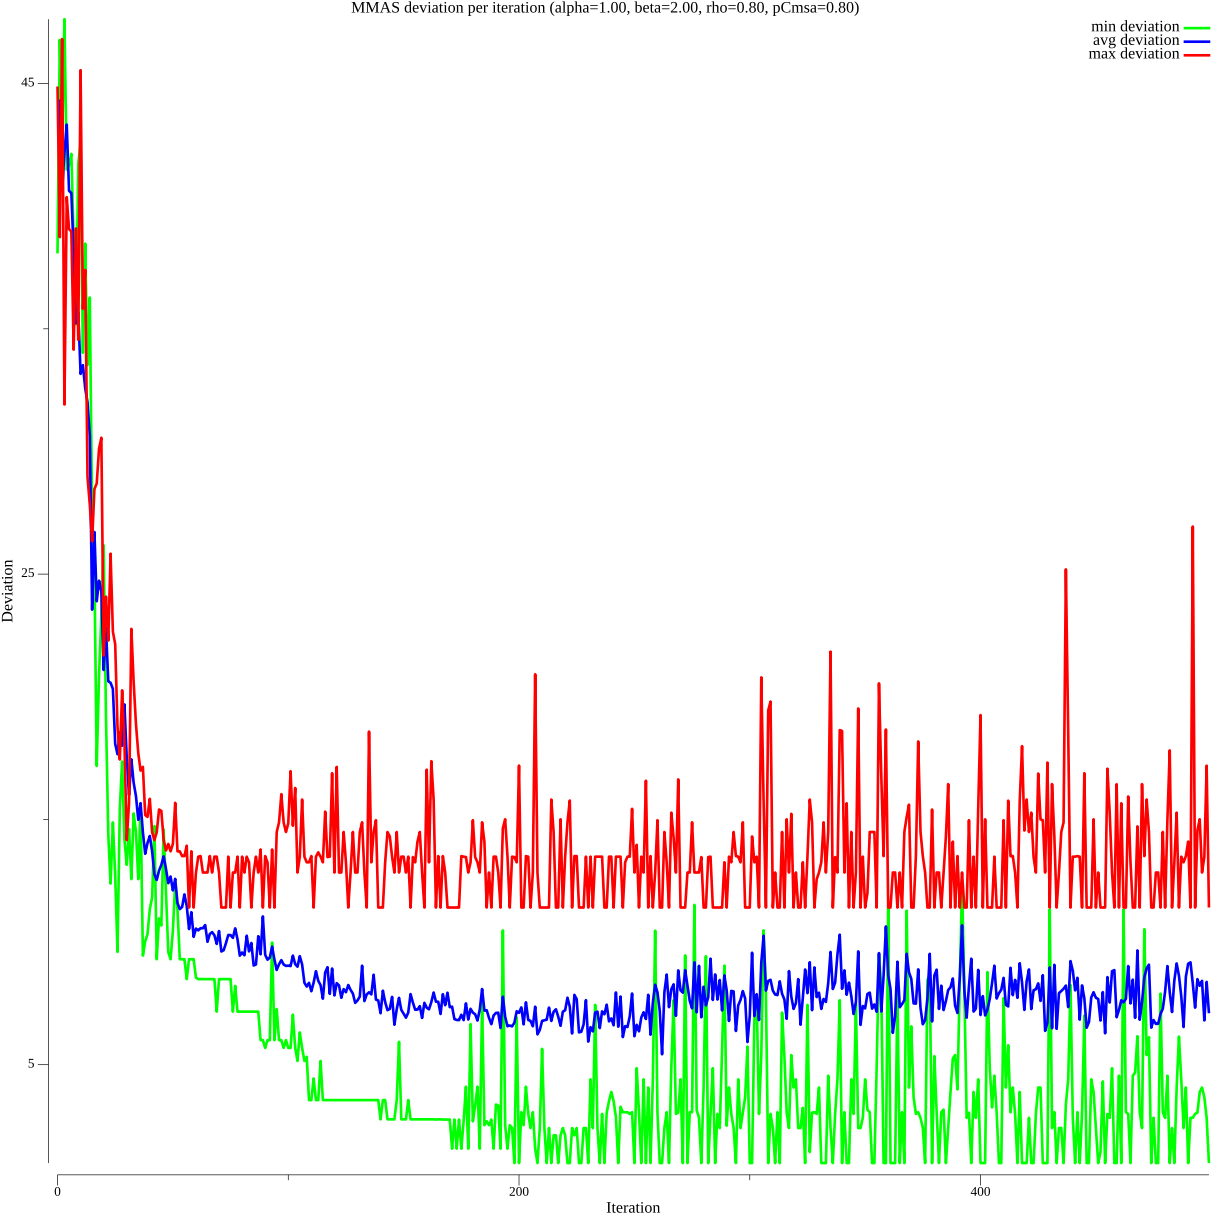 MMAS deviation per iteration (alpha=1.00, beta=2.00, rho=0.80, pCmsa=0.80)
min deviation
avg deviation
max deviation
45
25
5
Deviation
0
200
400
Iteration